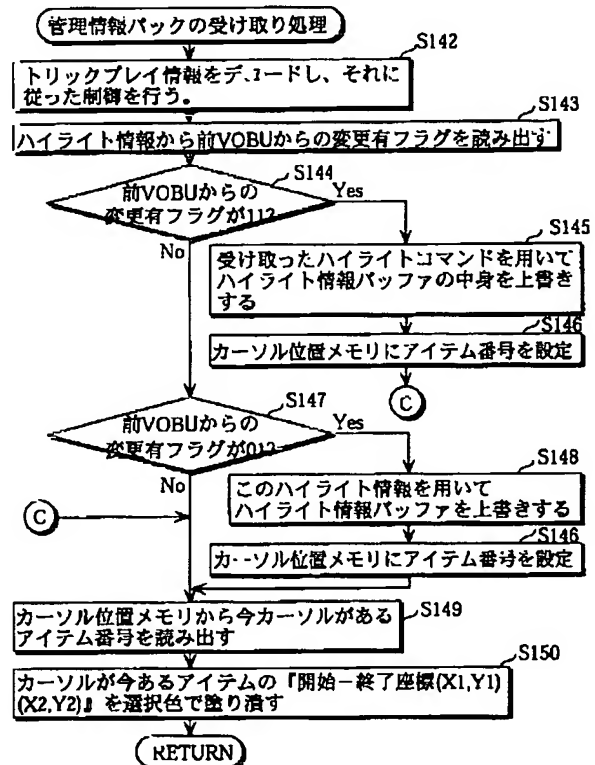 管理情報パックの受け取り処理
S142
トリックプレイ情報をデコードし、それに
従った制御を行う。
S143
ハイライト情報から前VOBUからの変更有フラグを読み出す
S144
前VOBUからの
変更有フラグが11?
Yes
No
S145
受け取ったハイライトコマンドを用いて
ハイライト情報バッファの中身を上書き
する
S146
カーソル位置メモリにアイテム番号を設定
C
S147
前VOBUからの
変更有フラグが01?
Yes
No
S148
このハイライト情報を用いて
ハイライト情報バッファを上書きする
C
S146
カーソル位置メモリにアイテム番号を設定
S149
カーソル位置メモリから今カーソルがある
アイテム番号を読み出す
S150
カーソルが今あるアイテムの『開始－終了座標(X1,Y1)
(X2,Y2)』を選択色で塗り潰す
RETURN